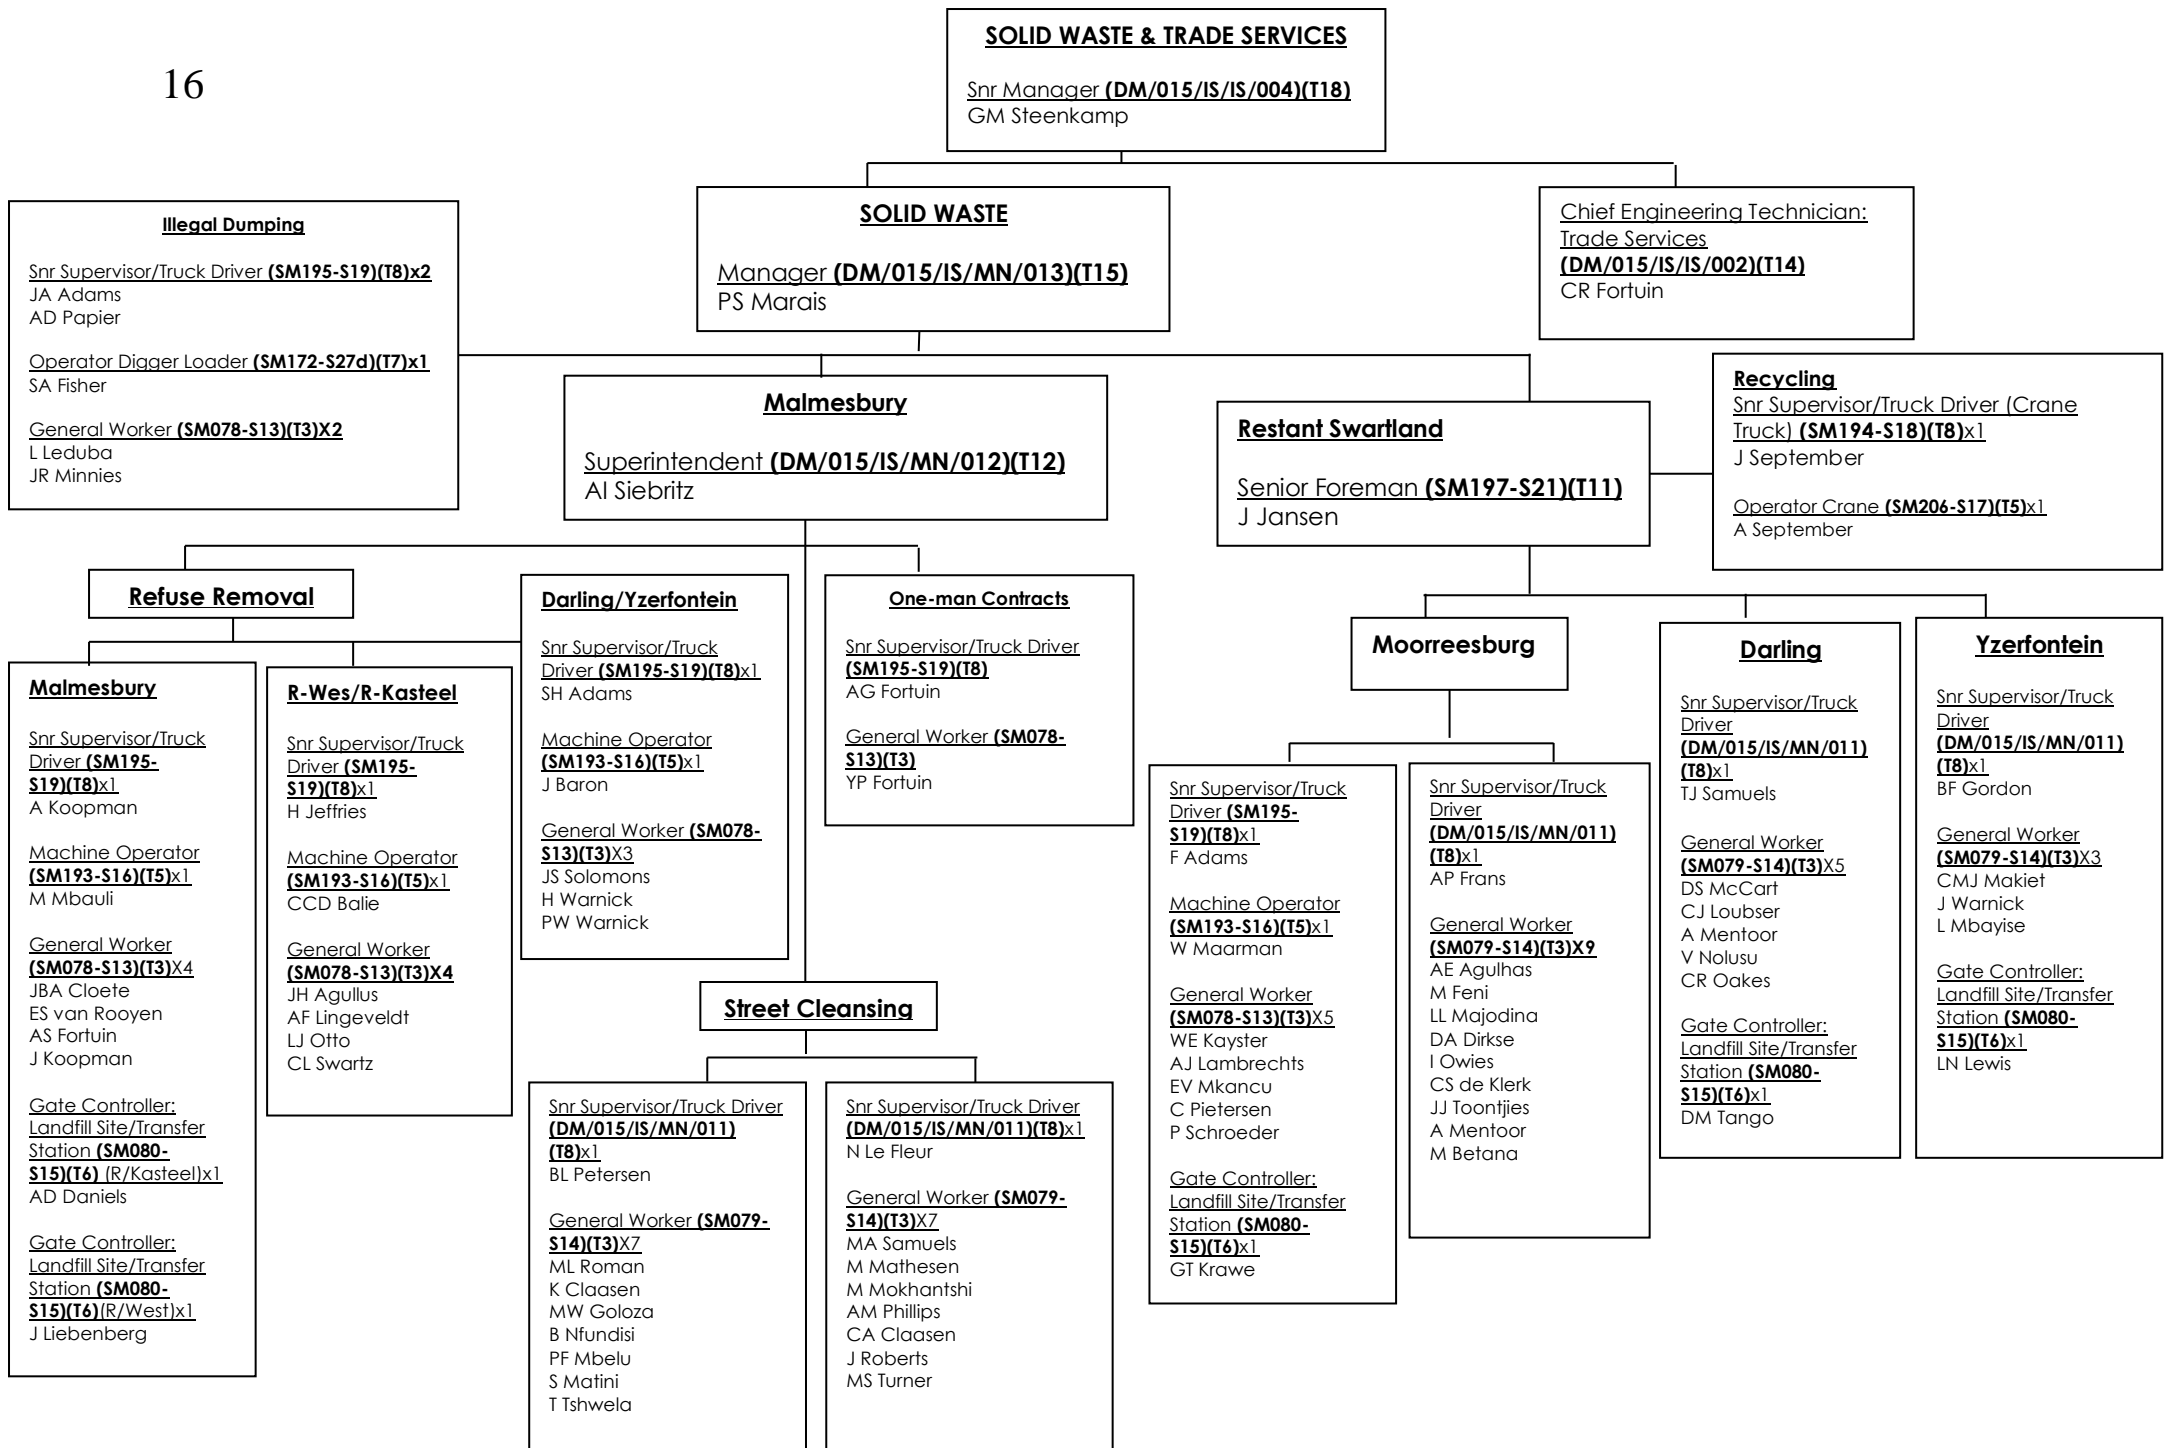 16
SOLID WASTE & TRADE SERVICES
Snr Manager (DM/015/IS/IS/004)(T18)
GM Steenkamp
Illegal Dumping
Snr Supervisor/Truck Driver (SM195-S19)(T8)x2
JA Adams
AD Papier
Operator Digger Loader (SM172-S27d)(T7)x1
SA Fisher
General Worker (SM078-S13)(T3)X2
L Leduba
JR Minnies
SOLID WASTE
Manager (DM/015/IS/MN/013)(T15)
PS Marais
Chief Engineering Technician:
Trade Services
(DM/015/IS/IS/002)(T14)
CR Fortuin
Malmesbury
Superintendent (DM/015/IS/MN/012)(T12)
AI Siebritz
Restant Swartland
Senior Foreman (SM197-S21)(T11)
J Jansen
Recycling
Snr Supervisor/Truck Driver (Crane
Truck) (SM194-S18)(T8)x1
J September
Operator Crane (SM206-S17)(T5)x1
A September
Refuse Removal
Malmesbury
Snr Supervisor/Truck
Driver (SM195-
S19)(T8)x1
A Koopman
Machine Operator
(SM193-S16)(T5)x1
M Mbauli
General Worker
(SM078-S13)(T3)X4
JBA Cloete
ES van Rooyen
AS Fortuin
J Koopman
Gate Controller:
Landfill Site/Transfer
Station (SM080-
S15)(T6) (R/Kasteel)x1
AD Daniels
Gate Controller:
Landfill Site/Transfer
Station (SM080-
S15)(T6)(R/West)x1
J Liebenberg
R-Wes/R-Kasteel
Snr Supervisor/Truck
Driver (SM195-
S19)(T8)x1
H Jeffries
Machine Operator
(SM193-S16)(T5)x1
CCD Balie
General Worker
(SM078-S13)(T3)X4
JH Agullus
AF Lingeveldt
LJ Otto
CL Swartz
Darling/Yzerfontein
Snr Supervisor/Truck
Driver (SM195-S19)(T8)x1
SH Adams
Machine Operator
(SM193-S16)(T5)x1
J Baron
General Worker (SM078-
S13)(T3)X3
JS Solomons
H Warnick
PW Warnick
One-man Contracts
Snr Supervisor/Truck Driver
(SM195-S19)(T8)
AG Fortuin
General Worker (SM078-
S13)(T3)
YP Fortuin
Street Cleansing
Snr Supervisor/Truck Driver
(DM/015/IS/MN/011)
(T8)x1
BL Petersen
General Worker (SM079-
S14)(T3)X7
ML Roman
K Claasen
MW Goloza
B Nfundisi
PF Mbelu
S Matini
T Tshwela
Snr Supervisor/Truck Driver
(DM/015/IS/MN/011)(T8)x1
N Le Fleur
General Worker (SM079-
S14)(T3)X7
MA Samuels
M Mathesen
M Mokhantshi
AM Phillips
CA Claasen
J Roberts
MS Turner
Moorreesburg
Snr Supervisor/Truck
Driver (SM195-
S19)(T8)x1
F Adams
Machine Operator
(SM193-S16)(T5)x1
W Maarman
General Worker
(SM078-S13)(T3)X5
WE Kayster
AJ Lambrechts
EV Mkancu
C Pietersen
P Schroeder
Gate Controller:
Landfill Site/Transfer
Station (SM080-
S15)(T6)x1
GT Krawe
Snr Supervisor/Truck
Driver
(DM/015/IS/MN/011)
(T8)x1
AP Frans
General Worker
(SM079-S14)(T3)X9
AE Agulhas
M Feni
LL Majodina
DA Dirkse
I Owies
CS de Klerk
JJ Toontjies
A Mentoor
M Betana
Darling
Snr Supervisor/Truck
Driver
(DM/015/IS/MN/011)
(T8)x1
TJ Samuels
General Worker
(SM079-S14)(T3)X5
DS McCart
CJ Loubser
A Mentoor
V Nolusu
CR Oakes
Gate Controller:
Landfill Site/Transfer
Station (SM080-
S15)(T6)x1
DM Tango
Yzerfontein
Snr Supervisor/Truck
Driver
(DM/015/IS/MN/011)
(T8)x1
BF Gordon
General Worker
(SM079-S14)(T3)X3
CMJ Makiet
J Warnick
L Mbayise
Gate Controller:
Landfill Site/Transfer
Station (SM080-
S15)(T6)x1
LN Lewis